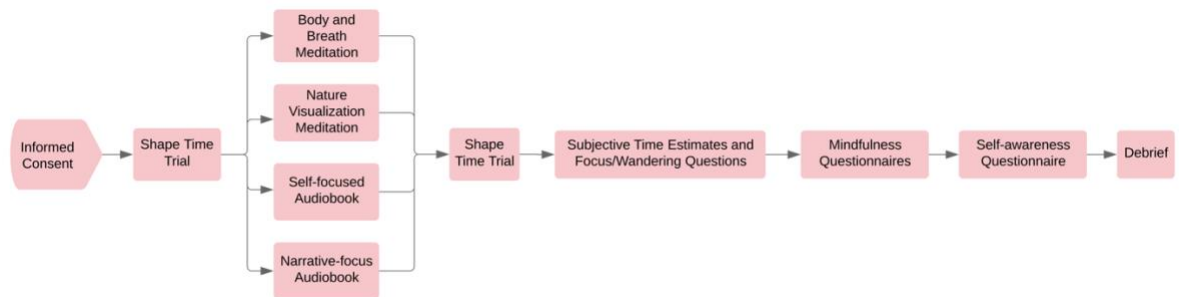 Informed
Consent
Shape Time
Trial
Body and
Breath
Meditation
Nature
Visualization
Meditation
Self-focused
Audiobook
Narrative-focus
Audiobook
Shape
Time Trial
Subjective Time Estimates and
Focus/Wandering Questions
Mindfulness
Questionnaires
Self-awareness
Questionnaire
Debrief